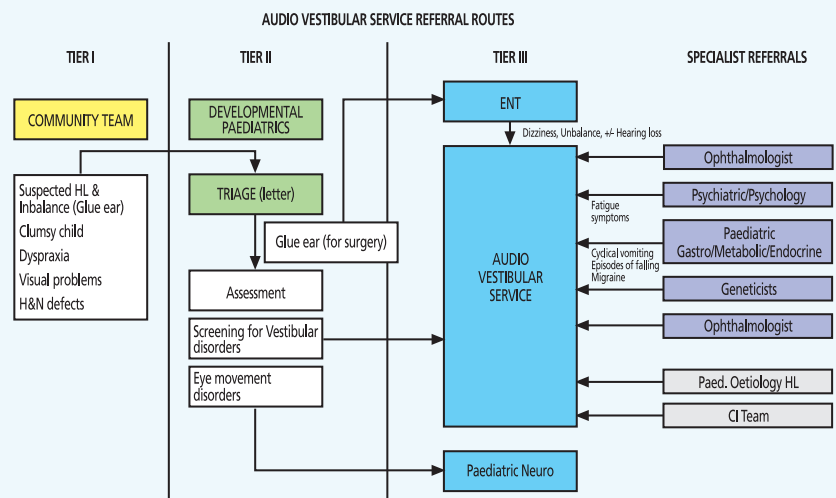 AUDIO VESTIBULAR SERVICE REFERRAL ROUTES
TIER I
TIER II
TIER III
SPECIALIST REFERRALS
COMMUNITY TEAM
Suspected HL &
Inbalance (Glue ear)
Clumsy child
Dyspraxia
Visual problems
H&N defects
DEVELOPMENTAL
PAEDIATRICS
TRIAGE (letter)
Glue ear (for surgery)
Assessment
Screening for Vestibular
disorders
Eye movement
disorders
ENT
Dizziness, Unbalance, +/- Hearing loss
AUDIO
VESTIBULAR
SERVICE
Paediatric Neuro
Fatigue
symptoms
Cydical vomiting
Episodes of falling
Migraine
Ophthalmologist
Psychiatric/Psychology
Paediatric
Gastro/Metabolic/Endocrine
Geneticists
Ophthalmologist
Paed. Oetiology HL
CI Team